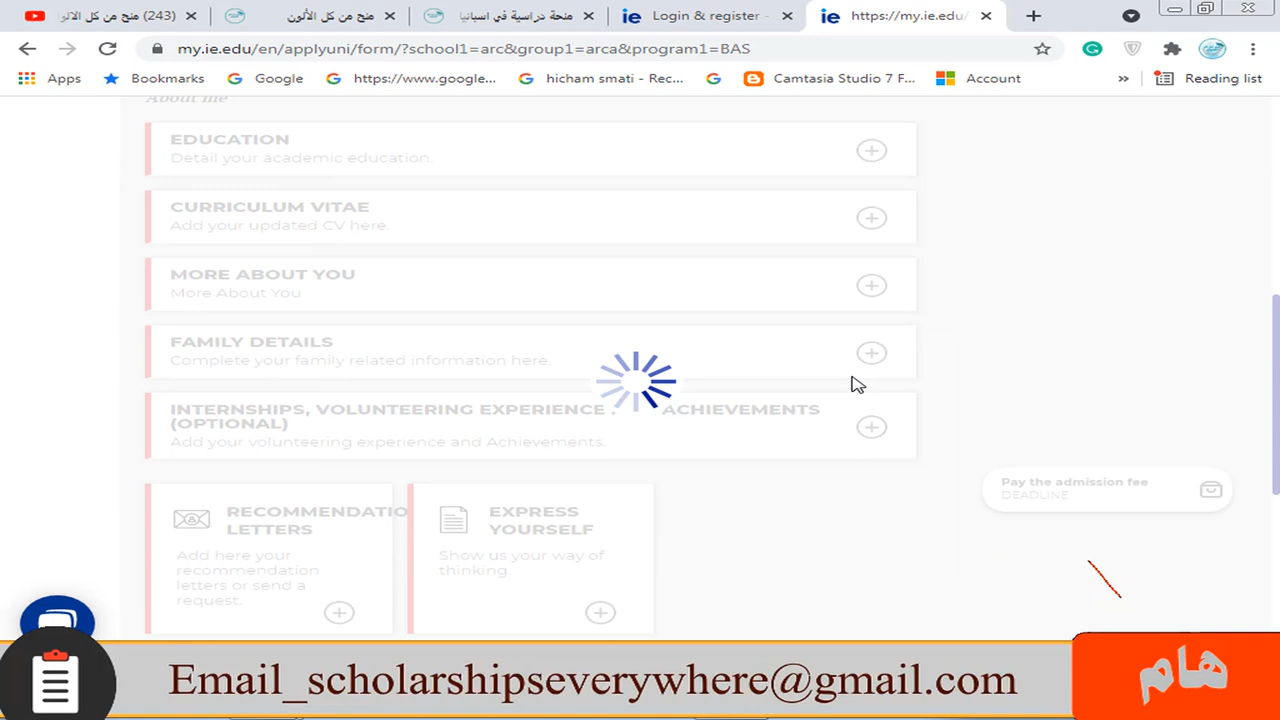 (243) منح من كل الالو
منح من كل الألون
منحة دراسية في اسبانيا
ie Login & register -
ie https://my.ie.edu/
my.ie.edu/en/applyuni/form/?school1=arc&group1=arca&program1=BAS
Apps Bookmarks Google https://www.google... hicham smati - Rec... Camtasia Studio 7 F... Account » Reading list
About me
EDUCATION
Detail your academic education.
CURRICULUM VITAE
Add your updated CV here.
MORE ABOUT YOU
More About You
FAMILY DETAILS
Complete your family related information here.
INTERNSHIPS, VOLUNTEERING EXPERIENCE ACHIEVEMENTS
(OPTIONAL)
Add your volunteering experience and Achievements.
Pay the admission fee
DEADLINE
RECOMMENDATIO
LETTERS
Add here your
recommendation
letters or send a
request.
EXPRESS
YOURSELF
Show us your way of
thinking.
Email_scholarshipseverywhere@gmail.com
هام